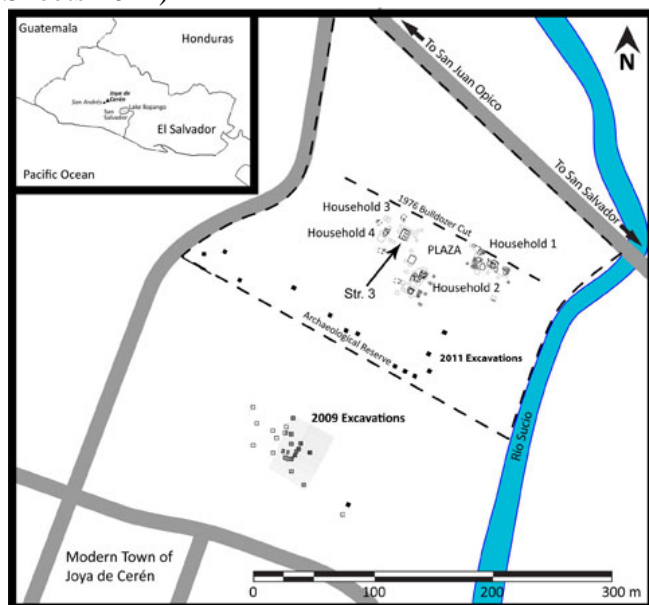 Guatemala
Honduras
Joya de
Cerén
San Andrés
Lake Ilopango
San
Salvador
El Salvador
Pacific Ocean
To San Juan Opico
N
To San Salvador
1976 Bulldozer Cut
Household 3
Household 4
PLAZA
Household 1
Str. 3
Household 2
Archaeological Reserve
2011 Excavations
2009 Excavations
Río Sucio
Modern Town of
Joya de Cerén
0 100 200 300 m